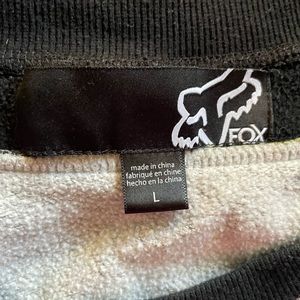 FOX
made in china
fabriqué en chine
hecho en la china
L